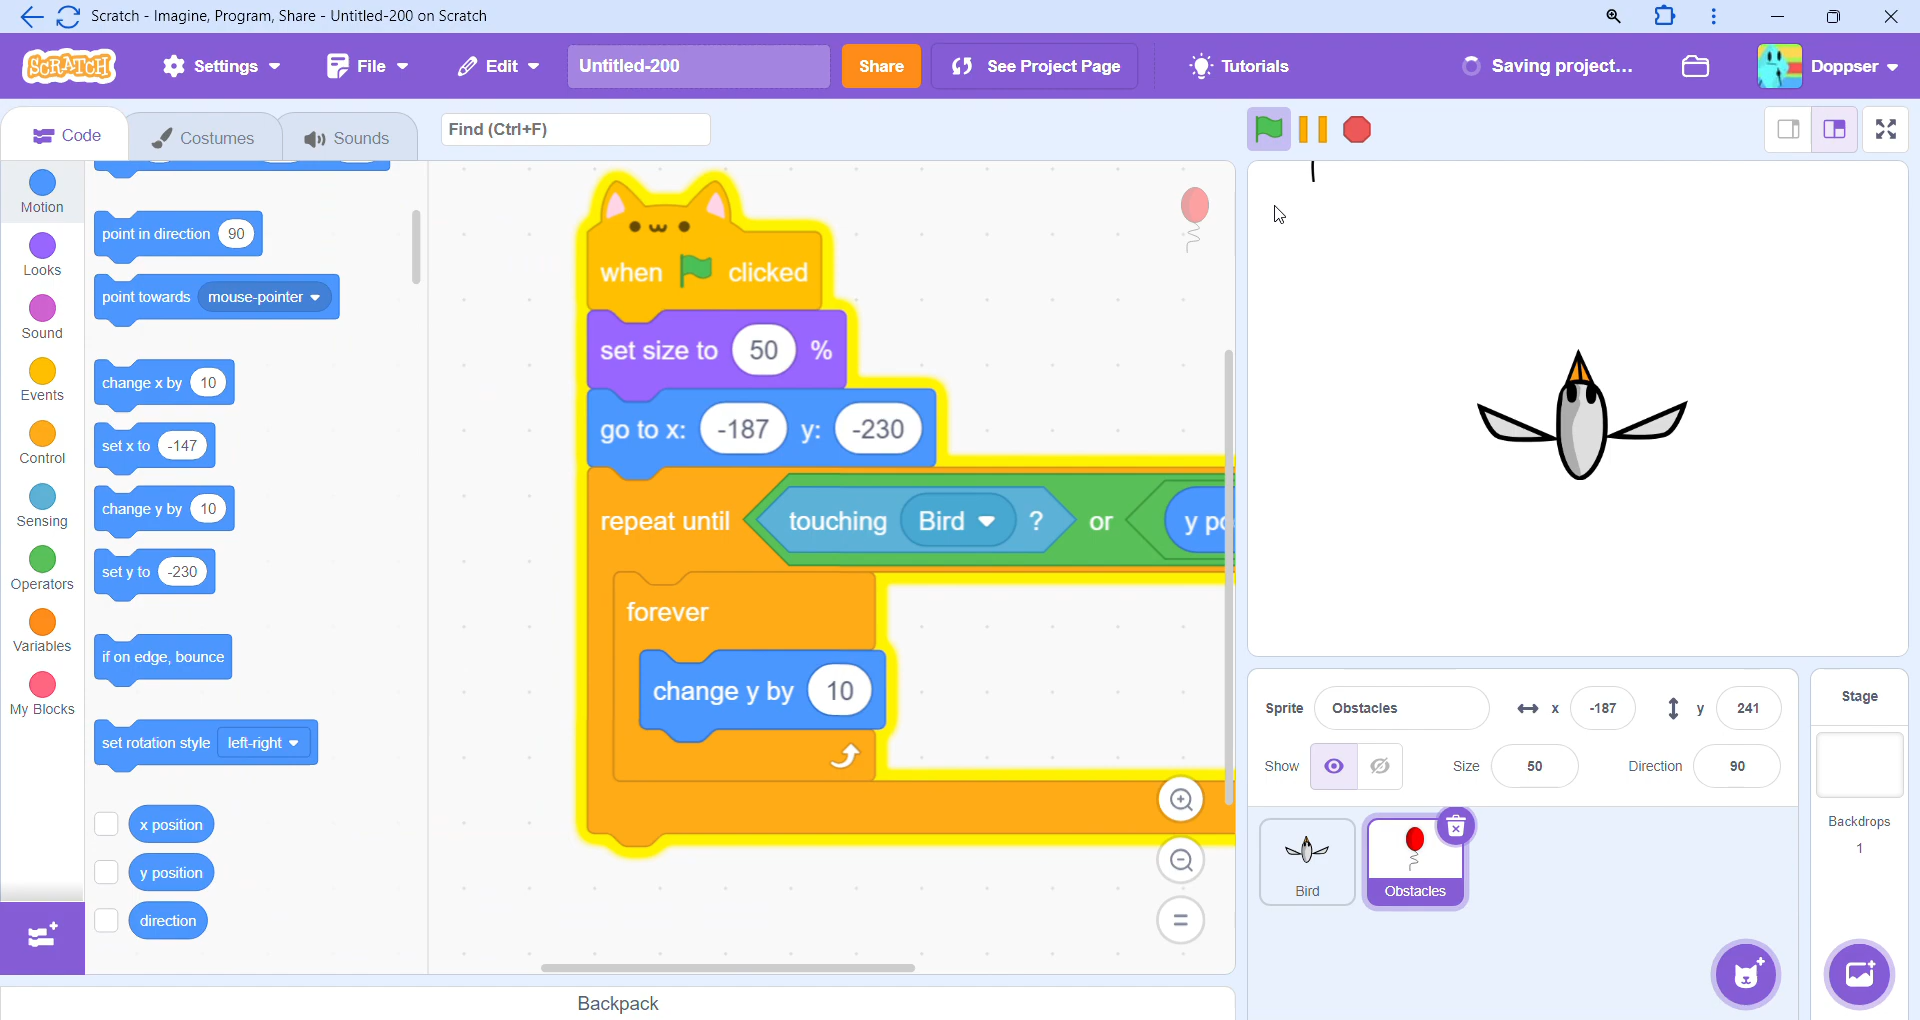 Scratch - Imagine, Program, Share - Untitled-200 on Scratch
SCRATCH
Settings
File
Edit
Untitled-200
Share
See Project Page
Tutorials
Saving project...
Doppser
Code
Costumes
Sounds
Find (Ctrl+F)
Motion
Looks
Sound
Events
Control
Sensing
Operators
Variables
My Blocks
point in direction 90
point towards mouse-pointer
change x by 10
set x to -147
change y by 10
set y to -230
if on edge, bounce
set rotation style left-right
x position
y position
direction
when clicked
set size to 50 %
go to x: -187 y: -230
repeat until touching Bird ? or y
forever
change y by 10
Backpack
Sprite Obstacles x -187 y 241
Show Size 50 Direction 90
Bird
Obstacles
Stage
Backdrops
1